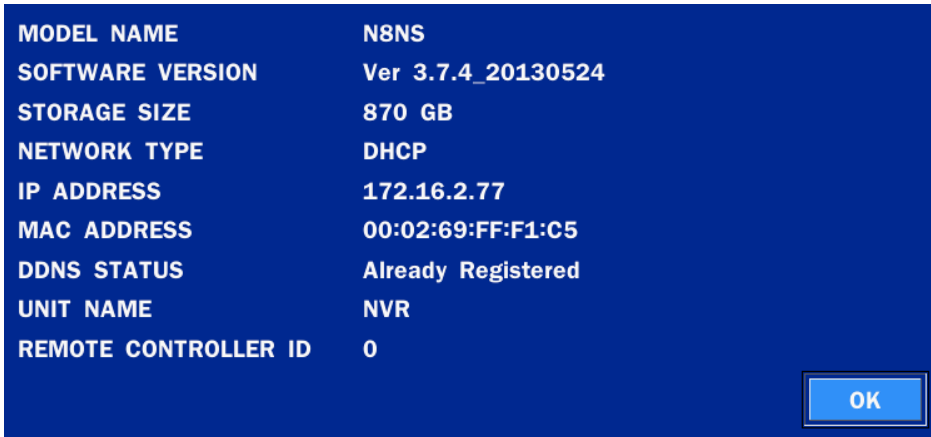 MODEL NAME N8NS
SOFTWARE VERSION Ver 3.7.4_20130524
STORAGE SIZE 870 GB
NETWORK TYPE DHCP
IP ADDRESS 172.16.2.77
MAC ADDRESS 00:02:69:FF:F1:C5
DDNS STATUS Already Registered
UNIT NAME NVR
REMOTE CONTROLLER ID 0
OK